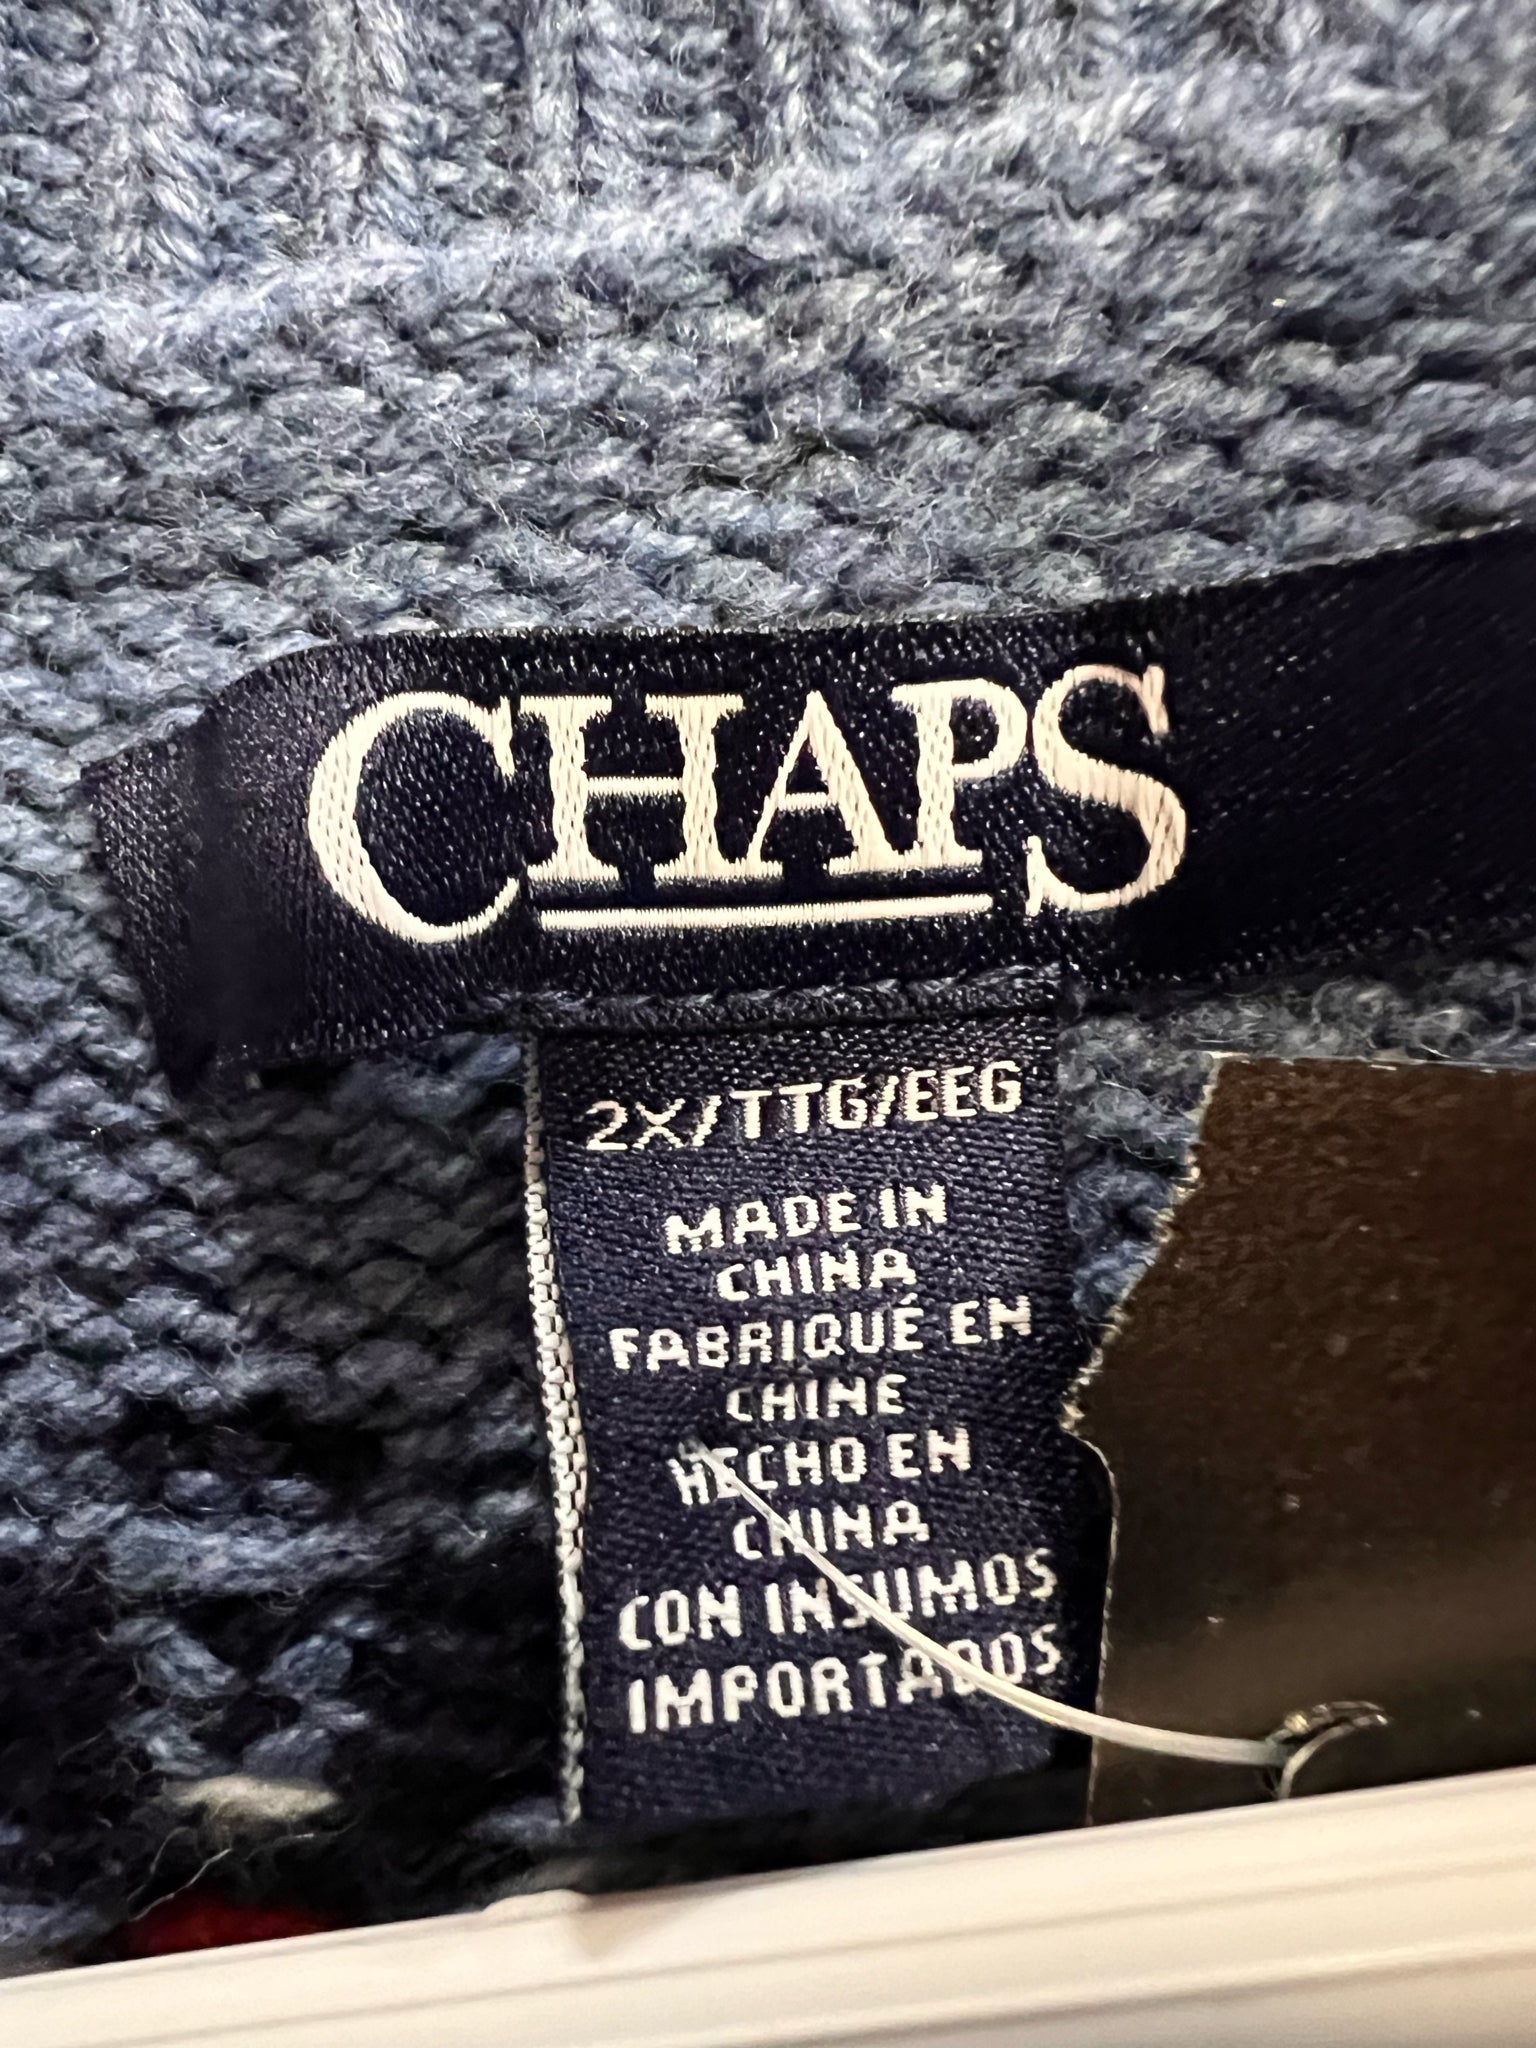 CHAPS
2X/TTG/EEG
MADE IN
CHINA
FABRIQUÉ EN
CHINE
HECHO EN
CHINA
CON INSUMOS
IMPORTADOS